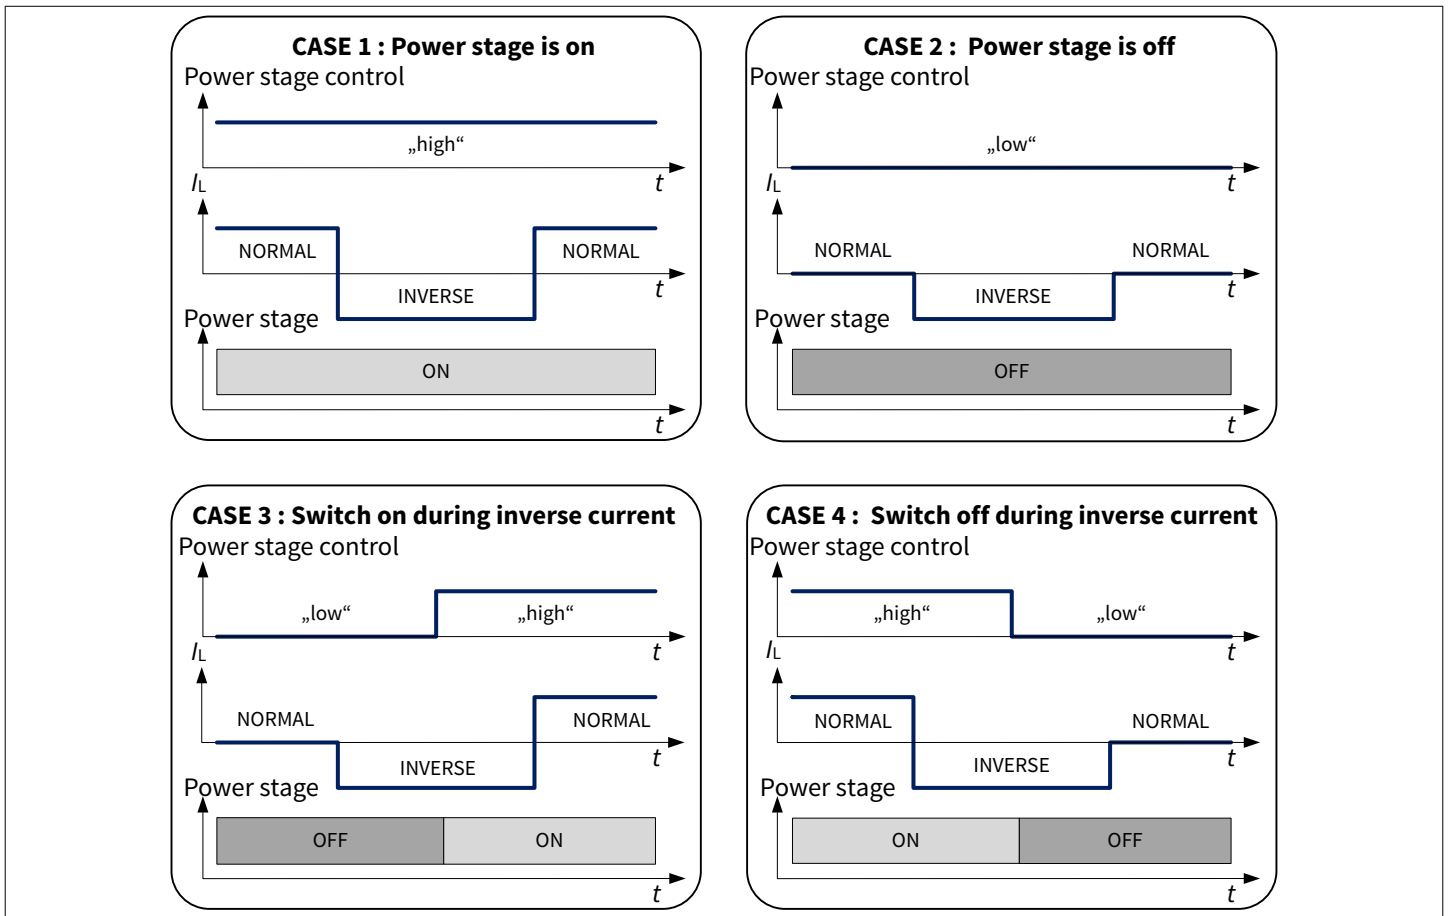 CASE 1 : Power stage is on
Power stage control
„high“
t
IL
NORMAL
NORMAL
INVERSE
t
Power stage
ON
t
CASE 2 : Power stage is off
Power stage control
„low“
t
IL
NORMAL
NORMAL
INVERSE
t
Power stage
OFF
t
CASE 3 : Switch on during inverse current
Power stage control
„low“
„high“
t
IL
NORMAL
NORMAL
INVERSE
t
Power stage
OFF
ON
t
CASE 4 : Switch off during inverse current
Power stage control
„high“
„low“
t
IL
NORMAL
NORMAL
INVERSE
t
Power stage
ON
OFF
t